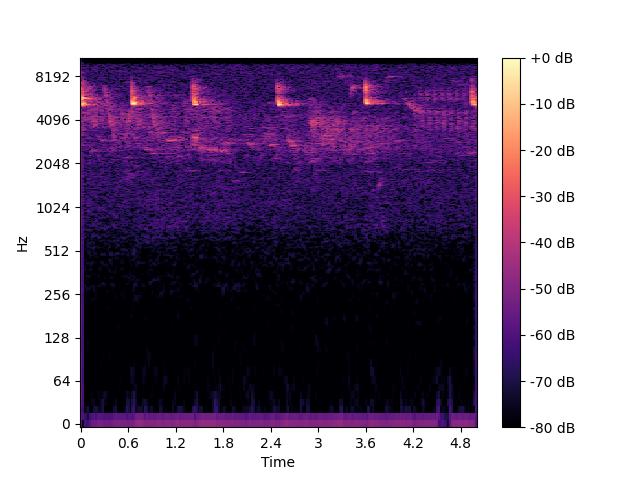 8192
4096
2048
1024
512
256
128
64
0
Hz
0
0.6
1.2
1.8
2.4
3
3.6
4.2
4.8
Time
+0 dB
-10 dB
-20 dB
-30 dB
-40 dB
-50 dB
-60 dB
-70 dB
-80 dB